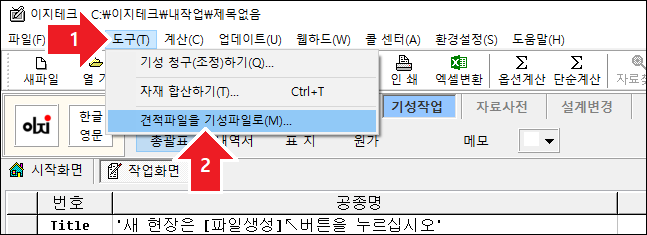 이지테크 - C:₩이지테크₩내작업₩제목없음
파일(F) 도구(T) 계산(C) 업데이트(U) 웹하드(W) 콜 센터(A) 환경설정(S) 도움말(H)
1
기성 청구(조정)하기(Q)...
자재 합산하기(T)... Ctrl+T
견적파일을 기성파일로(M)...
새파일 열기 인 쇄 엑셀변환 옵션계산 단순계산 자료찾
이지 한글 영문
기성작업 자료사전 설계변경
총괄표 내역서 표 지 원가 메모
2
시작화면 작업화면
번호 공종명
Title '새 현장은 [파일생성]↖버튼을 누르십시오'